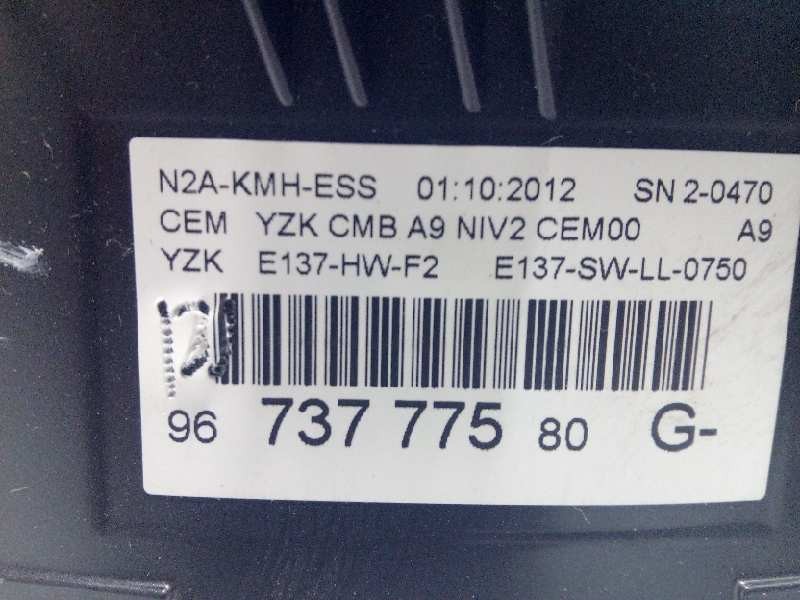 N2A-KMH-ESS 01:10:2012 SN 2-0470
CEM YZK CMB A9 NIV2 CEM00 A9
YZK E137-HW-F2 E137-SW-LL-0750
96 737 775 80 G-